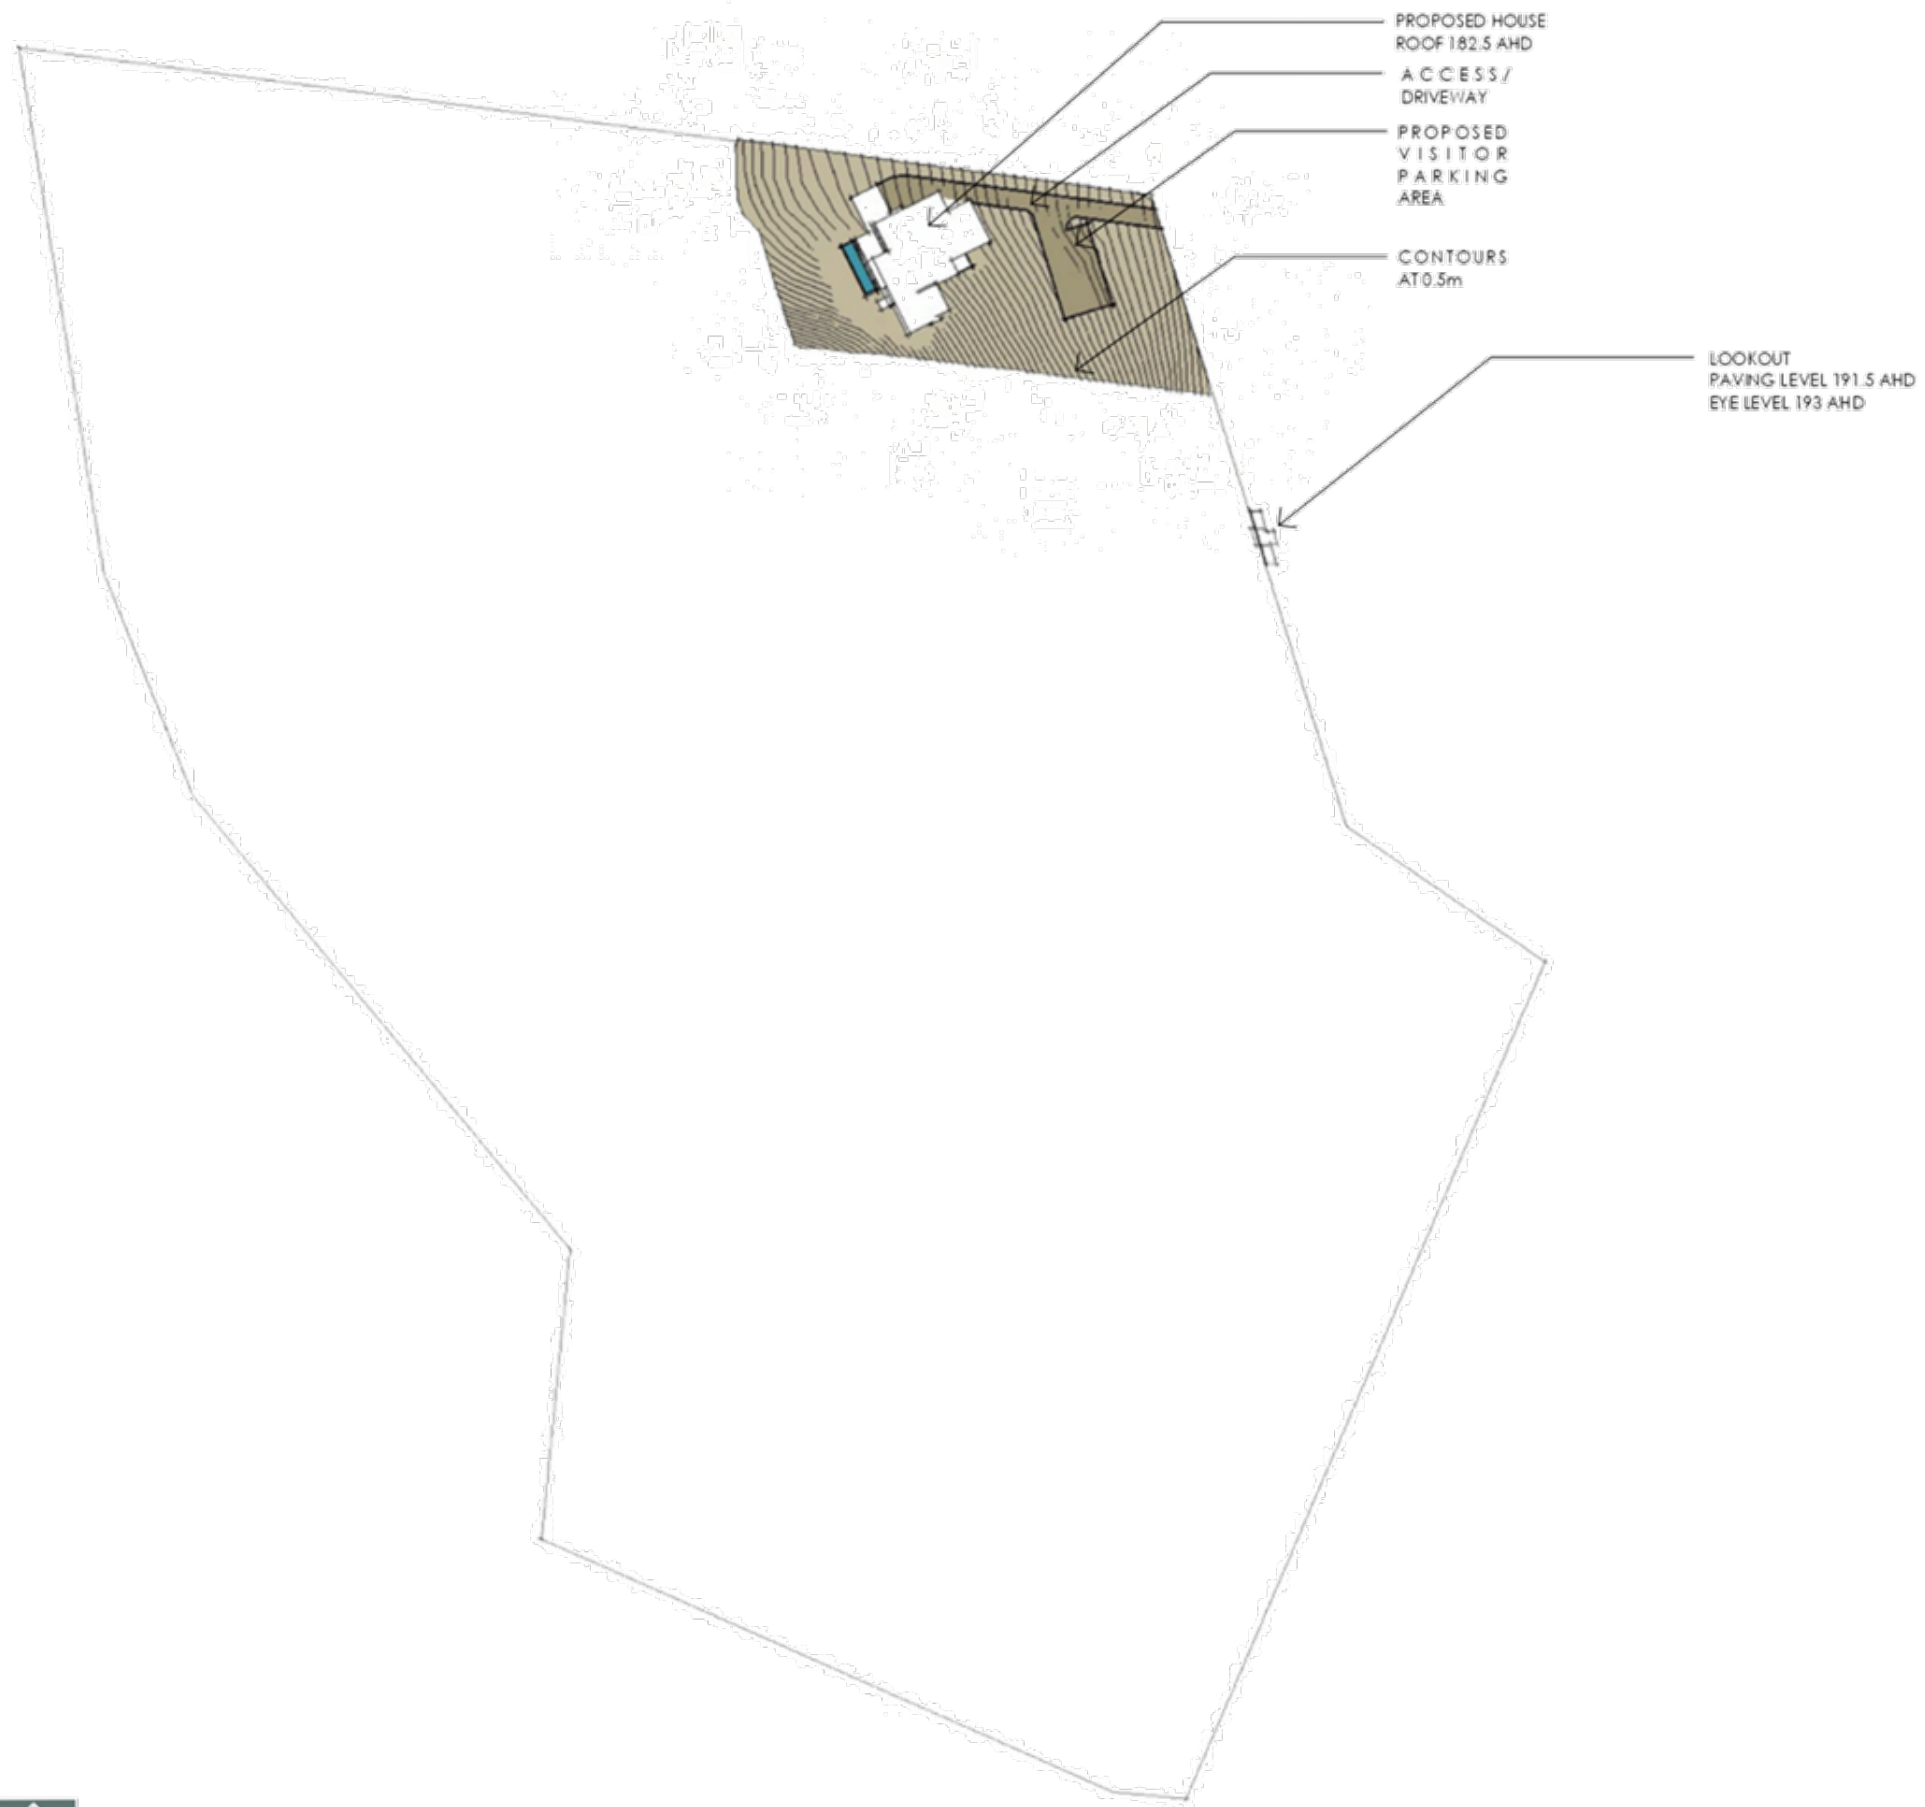 PROPOSED HOUSE
ROOF 182.5 AHD
ACCESS/
DRIVEWAY
PROPOSED
VISITOR
PARKING
AREA
CONTOURS
AT 0.5m
LOOKOUT
PAVING LEVEL 191.5 AHD
EYE LEVEL 193 AHD